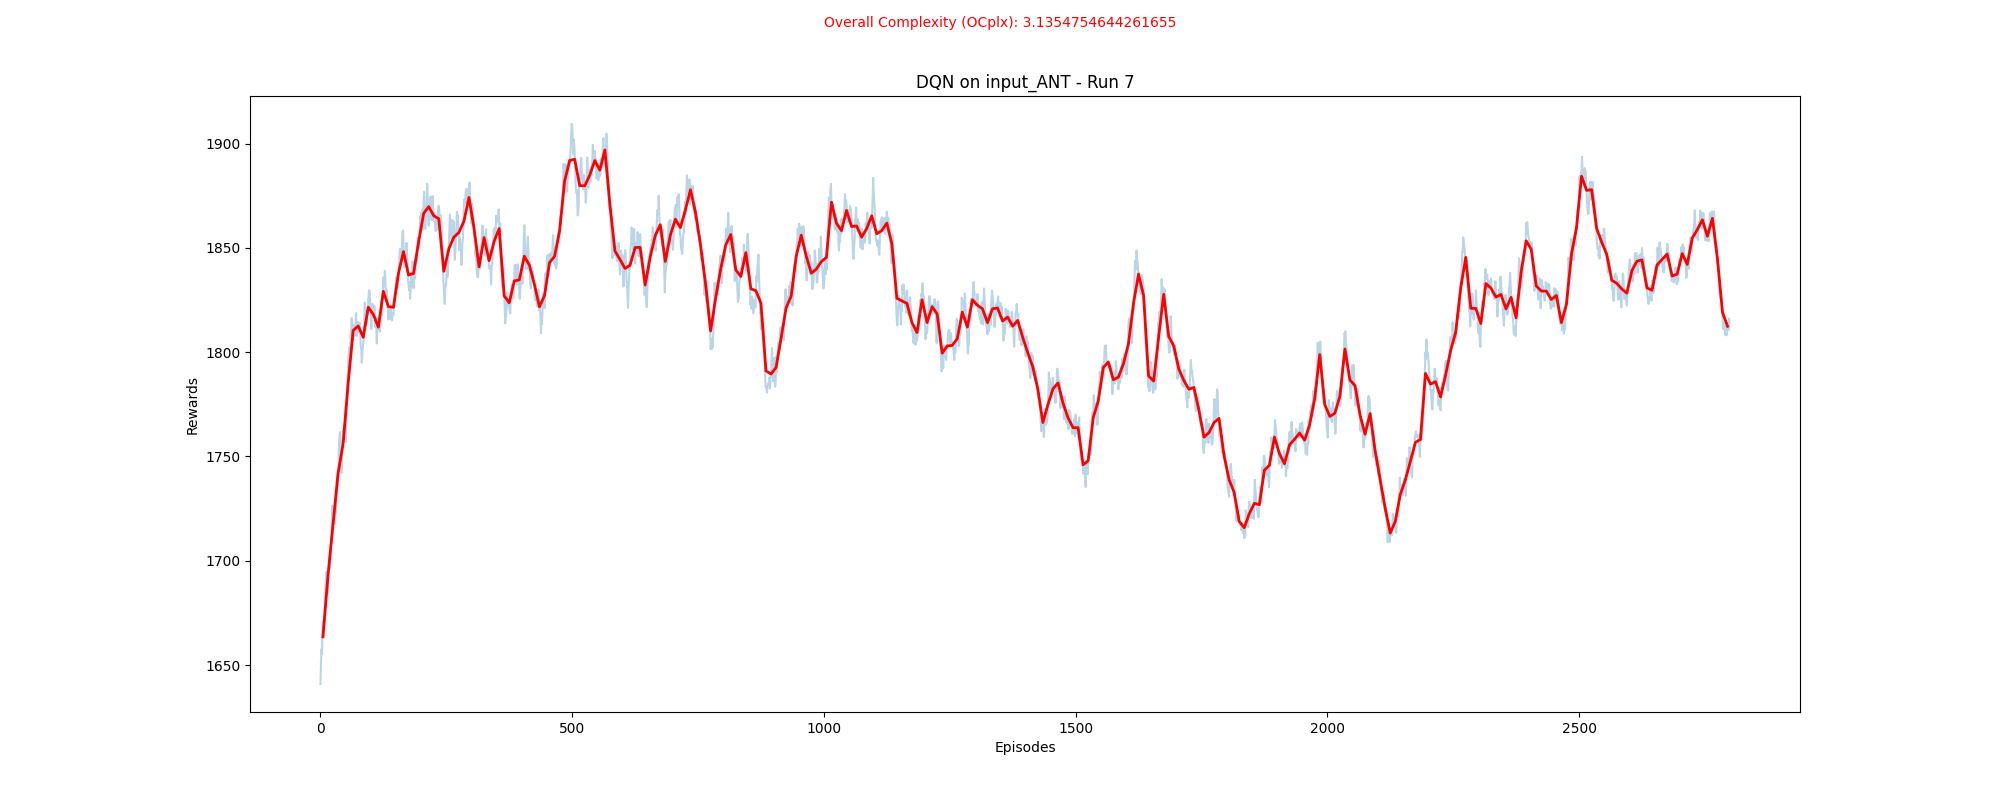 Overall Complexity (OCplx): 3.1354754644261655
DQN on input_ANT - Run 7
Rewards
1900
1850
1800
1750
1700
1650
0 500 1000 1500 2000 2500
Episodes